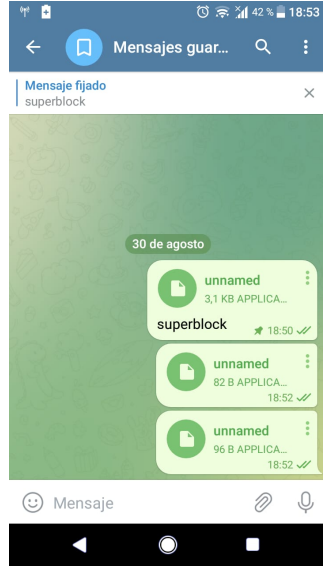 42 % 18:53
Mensajes guar...
Mensaje fijado
superblock
30 de agosto
unnamed
3,1 KB APPLICA...
superblock
18:50
unnamed
82 B APPLICA...
18:52
unnamed
96 B APPLICA...
18:52
Mensaje